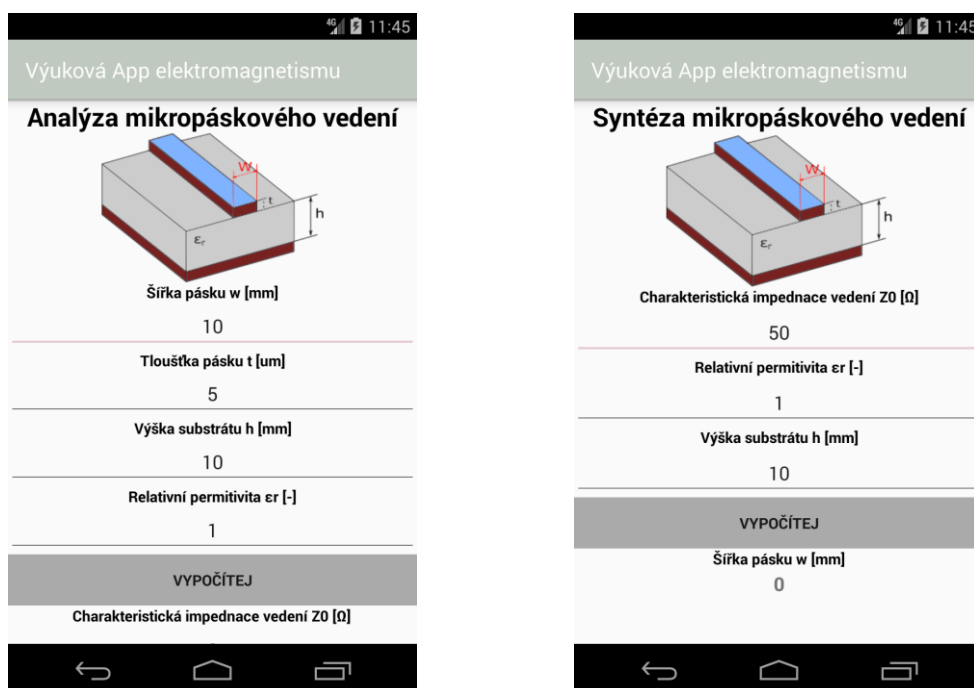 4G 11:45
Výuková App elektromagnetismu
Analýza mikropáskového vedení
W
t
h
εr
Šířka pásku w [mm]
10
Tloušťka pásku t [um]
5
Výška substrátu h [mm]
10
Relativní permitivita εr [-]
1
VYPOČÍTEJ
Charakteristická impednace vedení Z0 [Ω]
4G 11:45
Výuková App elektromagnetismu
Syntéza mikropáskového vedení
W
t
h
εr
Charakteristická impednace vedení Z0 [Ω]
50
Relativní permitivita εr [-]
1
Výška substrátu h [mm]
10
VYPOČÍTEJ
Šířka pásku w [mm]
0